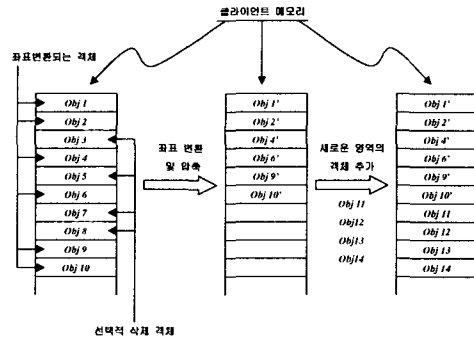 클라이언트 메모리
좌표변환되는 객체
Obj 1
Obj 2
Obj 3
Obj 4
Obj 5
Obj 6
Obj 7
Obj 8
Obj 9
Obj 10
선택적 삭제 객체
좌표 변환
및 압축
Obj 1'
Obj 2'
Obj 4'
Obj 6'
Obj 9'
Obj 10'
새로운 영역의
객체 추가
Obj 11
Obj12
Obj13
Obj14
Obj 1'
Obj 2'
Obj 4'
Obj 6'
Obj 9'
Obj 10'
Obj 11
Obj 12
Obj 13
Obj 14